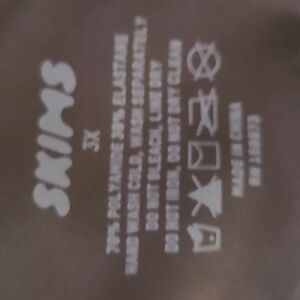 SKIMS
3X
70% POLYAMIDE 30% ELASTANE
HAND WASH COLD, WASH SEPARATELY
DO NOT BLEACH, LINE DRY
DO NOT IRON, DO NOT DRY CLEAN
MADE IN CHINA
RN